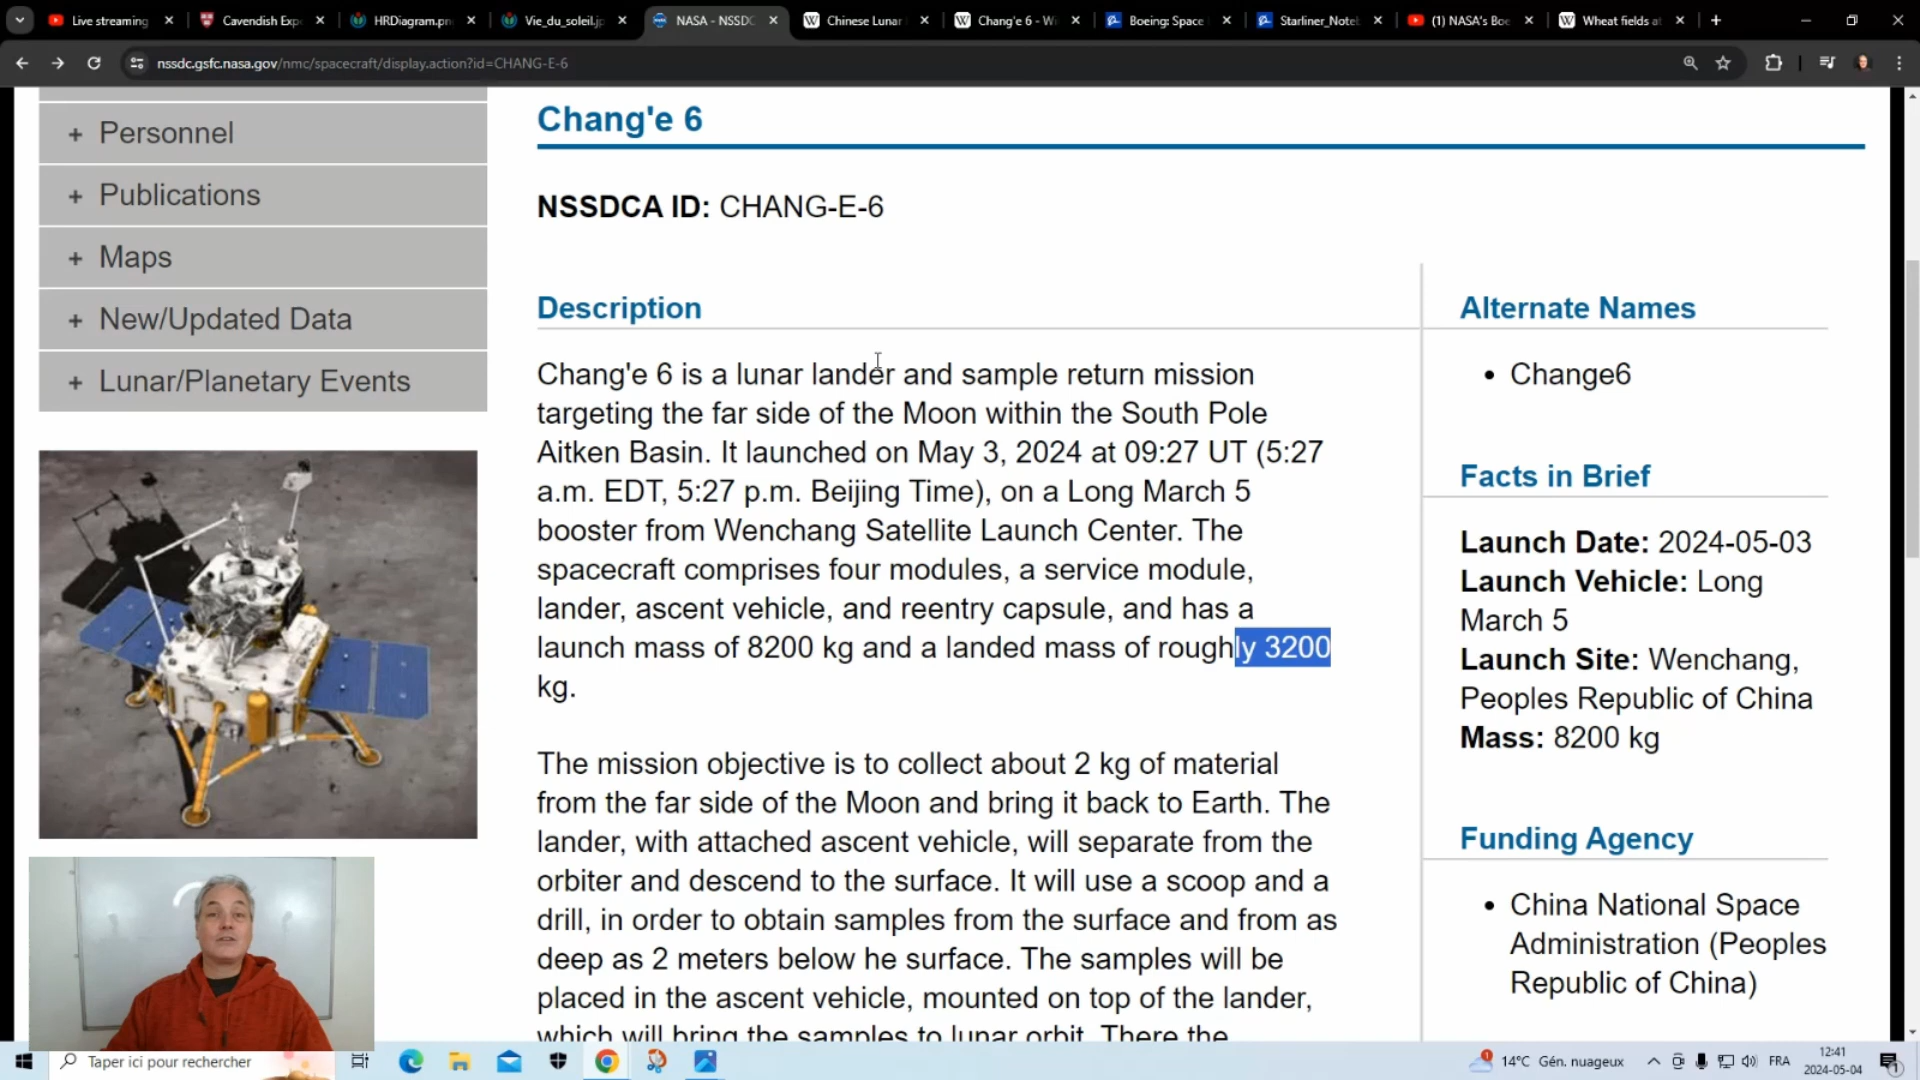 Live streaming
Cavendish Exp
HRDiagram.pn
Vie_du_soleil.j
NASA - NSSDC
Chinese Lunar
Chang'e 6 - Wi
Boeing: Space
Starliner_Note
(1) NASA's Boe
Wheat fields at
nssdc.gsfc.nasa.gov/nmc/spacecraft/display.action?id=CHANG-E-6
+ Personnel
+ Publications
+ Maps
+ New/Updated Data
+ Lunar/Planetary Events
Chang'e 6
NSSDCA ID: CHANG-E-6
Description
Chang'e 6 is a lunar lander and sample return mission
targeting the far side of the Moon within the South Pole
Aitken Basin. It launched on May 3, 2024 at 09:27 UT (5:27
a.m. EDT, 5:27 p.m. Beijing Time), on a Long March 5
booster from Wenchang Satellite Launch Center. The
spacecraft comprises four modules, a service module,
lander, ascent vehicle, and reentry capsule, and has a
launch mass of 8200 kg and a landed mass of roughly 3200
kg.
The mission objective is to collect about 2 kg of material
from the far side of the Moon and bring it back to Earth. The
lander, with attached ascent vehicle, will separate from the
orbiter and descend to the surface. It will use a scoop and a
drill, in order to obtain samples from the surface and from as
deep as 2 meters below he surface. The samples will be
placed in the ascent vehicle, mounted on top of the lander,
which will bring the samples to lunar orbit. There the
Alternate Names
• Change6
Facts in Brief
Launch Date: 2024-05-03
Launch Vehicle: Long
March 5
Launch Site: Wenchang,
Peoples Republic of China
Mass: 8200 kg
Funding Agency
• China National Space
Administration (Peoples
Republic of China)
Taper ici pour rechercher
14°C Gén. nuageux
FRA
12:41
2024-05-04